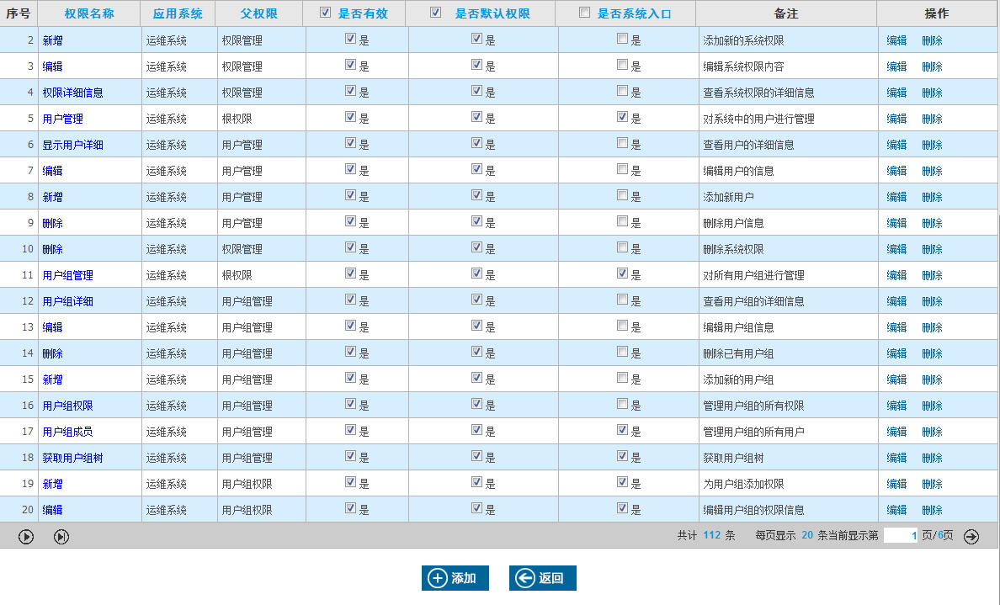 序号 权限名称 应用系统 父权限 是否有效 是否默认权限 是否系统入口 备注 操作
2 新增 运维系统 权限管理 是 是 是 添加新的系统权限 编辑 删除
3 编辑 运维系统 权限管理 是 是 是 编辑系统权限内容 编辑 删除
4 权限详细信息 运维系统 权限管理 是 是 是 查看系统权限的详细信息 编辑 删除
5 用户管理 运维系统 根权限 是 是 是 对系统中的用户进行管理 编辑 删除
6 显示用户详细 运维系统 用户管理 是 是 是 查看用户的详细信息 编辑 删除
7 编辑 运维系统 用户管理 是 是 是 编辑用户的信息 编辑 删除
8 新增 运维系统 用户管理 是 是 是 添加新用户 编辑 删除
9 删除 运维系统 用户管理 是 是 是 删除用户信息 编辑 删除
10 删除 运维系统 权限管理 是 是 是 删除系统权限 编辑 删除
11 用户组管理 运维系统 根权限 是 是 是 对所有用户组进行管理 编辑 删除
12 用户组详细 运维系统 用户组管理 是 是 是 查看用户组的详细信息 编辑 删除
13 编辑 运维系统 用户组管理 是 是 是 编辑用户组信息 编辑 删除
14 删除 运维系统 用户组管理 是 是 是 删除已有用户组 编辑 删除
15 新增 运维系统 用户组管理 是 是 是 添加新的用户组 编辑 删除
16 用户组权限 运维系统 用户组管理 是 是 是 管理用户组的所有权限 编辑 删除
17 用户组成员 运维系统 用户组管理 是 是 是 管理用户组的所有用户 编辑 删除
18 获取用户组树 运维系统 用户组管理 是 是 是 获取用户组树 编辑 删除
19 新增 运维系统 用户组权限 是 是 是 为用户组添加权限 编辑 删除
20 编辑 运维系统 用户组权限 是 是 是 编辑用户组的权限信息 编辑 删除
共计 112 条 每页显示 20 条当前显示第 1 页/6页
添加 返回